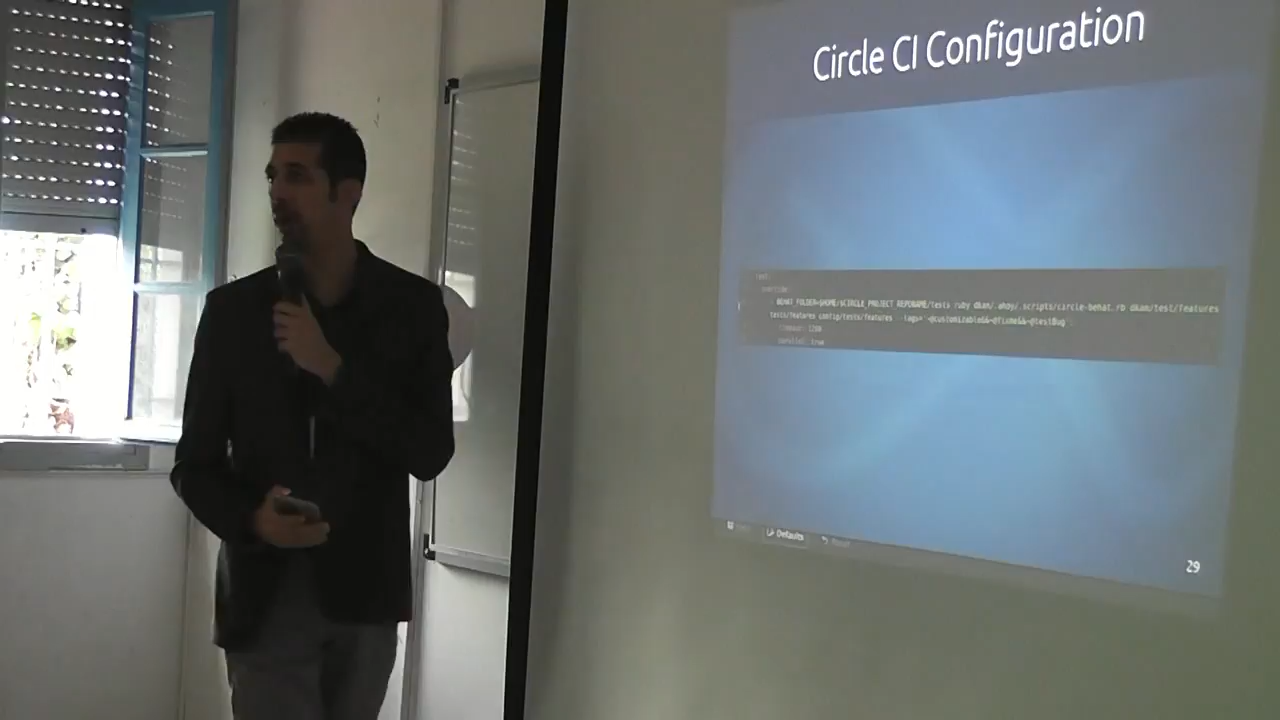 Circle CI Configuration
test:
override:
- BEHAT_FOLDER=$HOME/$CIRCLE_PROJECT_REPONAME/tests ruby dkan/.ahoy/.scripts/circle-behat.rb dkan/test/features
tests/features config/tests/features --tags='~@customizable&&~@fixme&&~@testBug'
timeout: 1200
parallel: true
Defaults
29